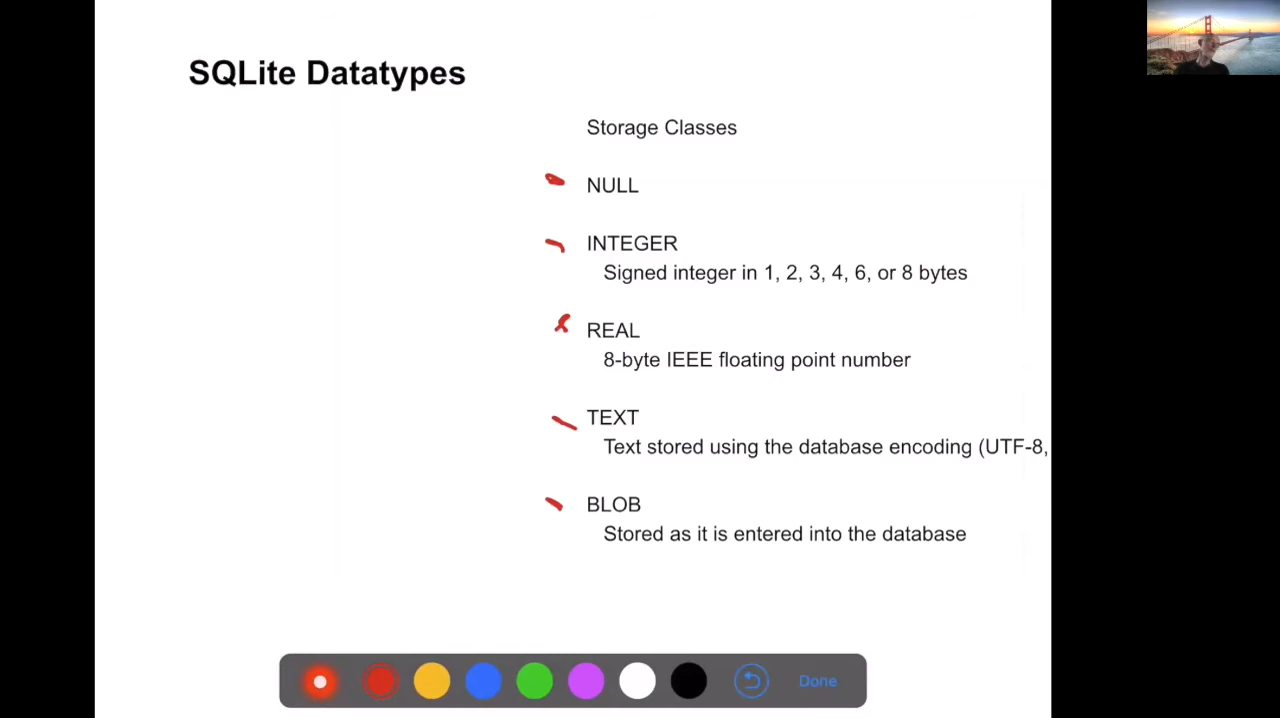 SQLite Datatypes
Storage Classes
NULL
INTEGER
Signed integer in 1, 2, 3, 4, 6, or 8 bytes
REAL
8-byte IEEE floating point number
TEXT
Text stored using the database encoding (UTF-8,
BLOB
Stored as it is entered into the database
Done